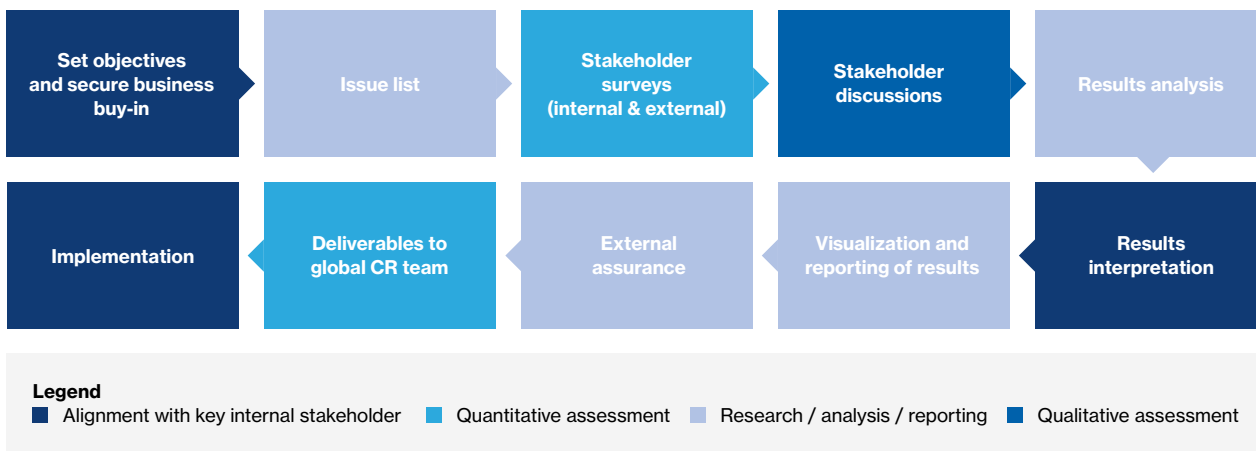 Set objectives
and secure business
buy-in
Issue list
Stakeholder
surveys
(internal & external)
Stakeholder
discussions
Results analysis
Implementation
Deliverables to
global CR team
External
assurance
Visualization and
reporting of results
Results
interpretation
Legend
Alignment with key internal stakeholder
Quantitative assessment
Research / analysis / reporting
Qualitative assessment